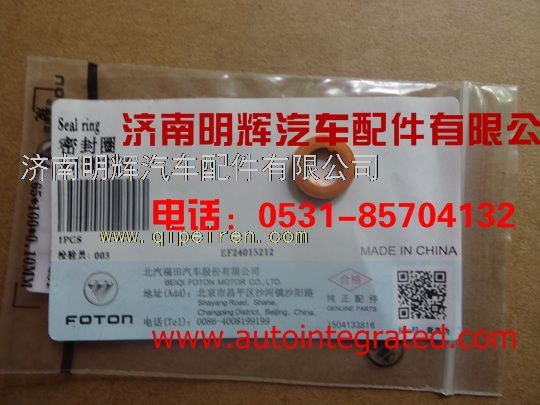 Seal ring
密封圈
济南明辉汽车配件有限公
济南明辉汽车配件有限公司
电话：0531-85704132
1PCS
检验员：003
www.qipeiren.com
EF24013212
MADE IN CHINA
北汽福田汽车股份有限公司
BEIQI FOTON MOTOR CO.,LTD.
地址(Add)：北京市昌平区沙河镇沙阳路
Shayang Road, Shahe,
Changping District, Beijing, China.
电话(Tel)：0086-4008199199
FOTON
合格
纯正配件
GENUINE PARTS
1504133816
www.autointegrated.com